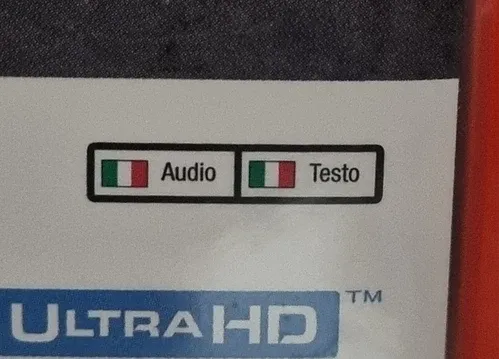 Audio Testo
ULTRA HD ™